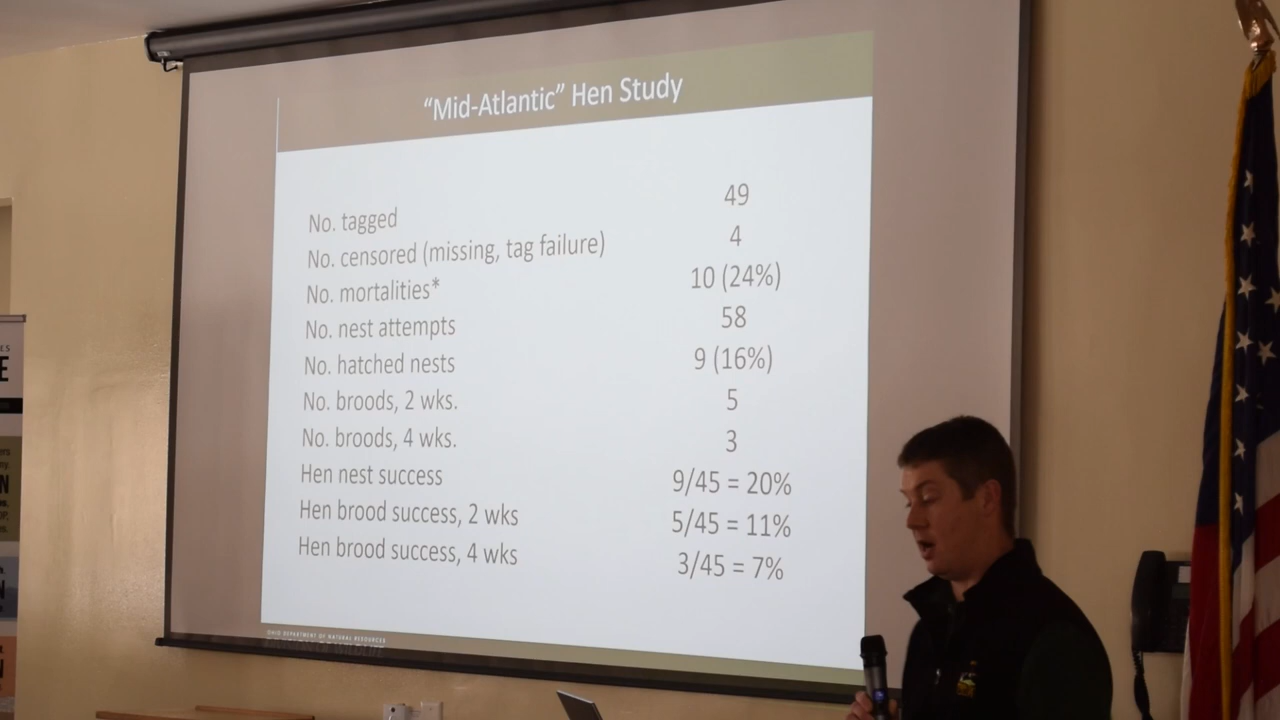 "Mid-Atlantic" Hen Study
No. tagged 49
No. censored (missing, tag failure) 4
No. mortalities* 10 (24%)
No. nest attempts 58
No. hatched nests 9 (16%)
No. broods, 2 wks. 5
No. broods, 4 wks. 3
Hen nest success 9/45 = 20%
Hen brood success, 2 wks 5/45 = 11%
Hen brood success, 4 wks 3/45 = 7%
OHIO DEPARTMENT OF NATURAL RESOURCES